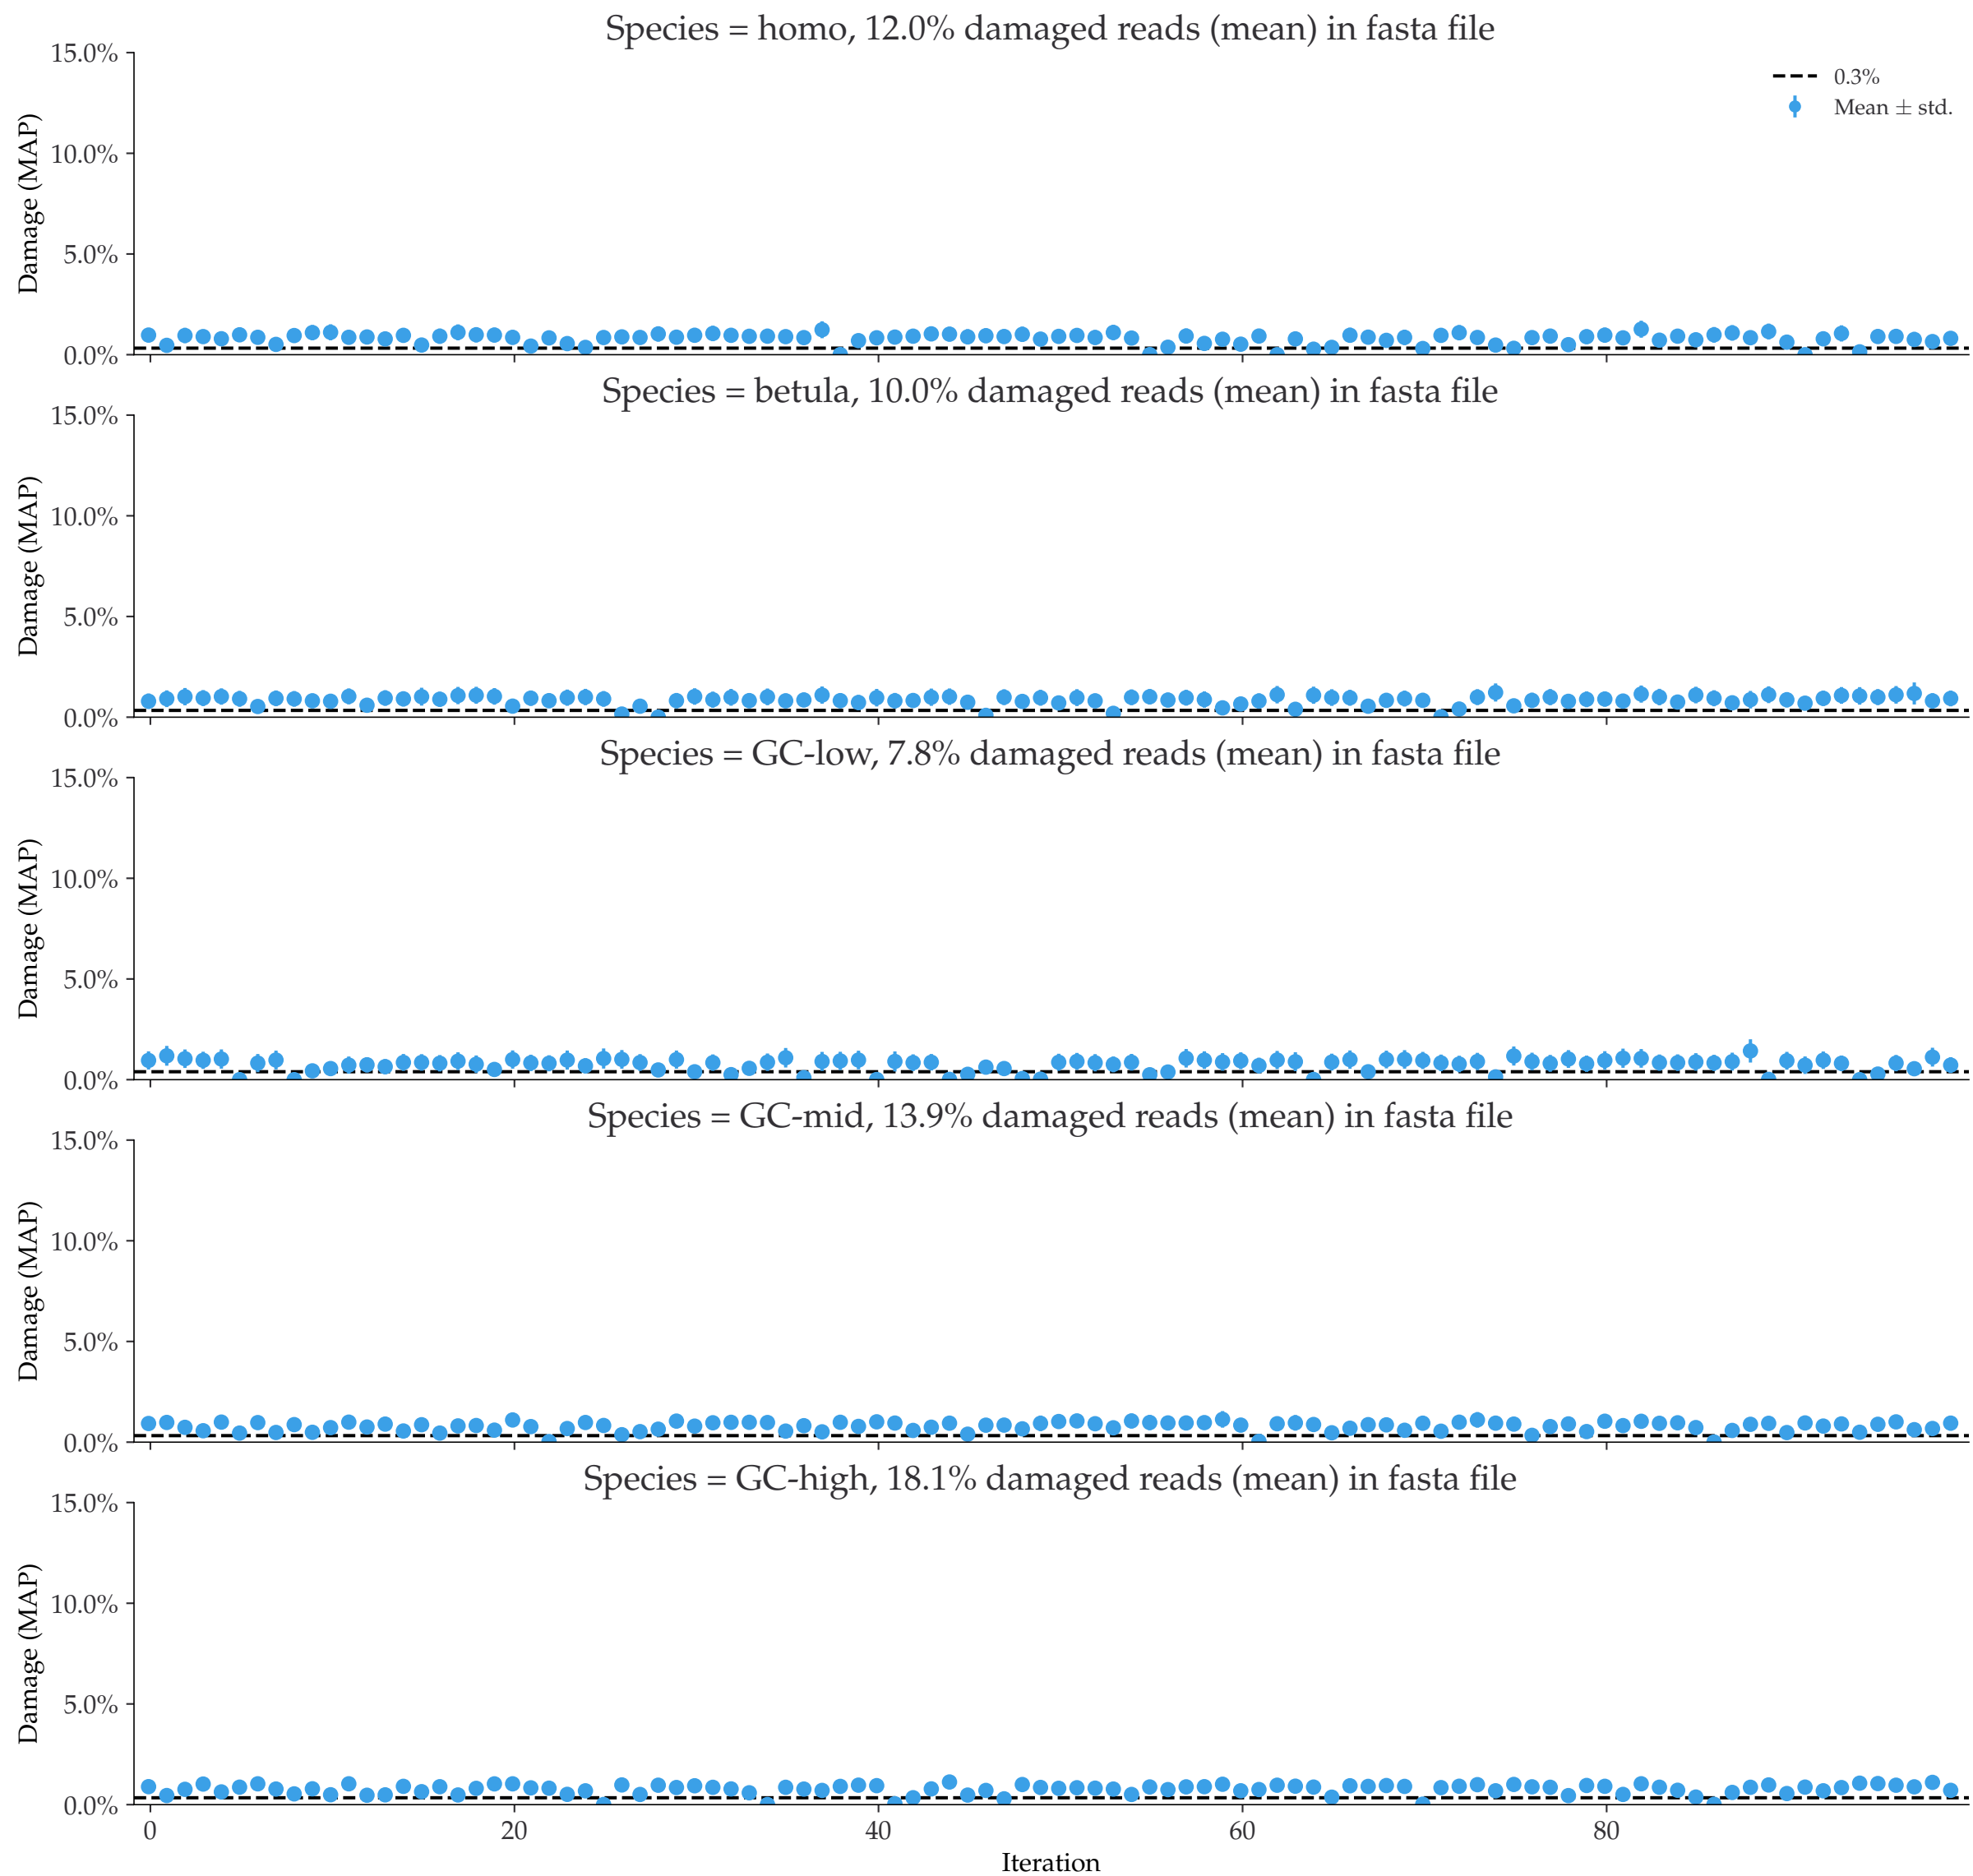 Species = homo, 12.0% damaged reads (mean) in fasta file
15.0%
10.0%
5.0%
0.0%
Damage (MAP)
0.3%
Mean ± std.
Species = betula, 10.0% damaged reads (mean) in fasta file
15.0%
10.0%
5.0%
0.0%
Damage (MAP)
Species = GC-low, 7.8% damaged reads (mean) in fasta file
15.0%
10.0%
5.0%
0.0%
Damage (MAP)
Species = GC-mid, 13.9% damaged reads (mean) in fasta file
15.0%
10.0%
5.0%
0.0%
Damage (MAP)
Species = GC-high, 18.1% damaged reads (mean) in fasta file
15.0%
10.0%
5.0%
0.0%
Damage (MAP)
0 20 40 60 80
Iteration